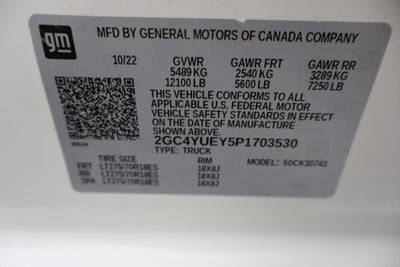 gm
MFD BY GENERAL MOTORS OF CANADA COMPANY
10/22 GVWR GAWR FRT GAWR RR
5489 KG 2540 KG 3289 KG
12100 LB 5600 LB 7250 LB
THIS VEHICLE CONFORMS TO ALL
APPLICABLE U.S. FEDERAL MOTOR
VEHICLE SAFETY STANDARDS IN EFFECT
ON THE DATE OF MANUFACTURE
SHOWN ABOVE.
2GC4YUEY5P1703530
9624 TYPE: TRUCK
TIRE SIZE RIM MODEL: 50CK30743
FRT LT275/70R18ES 18X8J
RR LT275/70R18ES 18X8J
SPA LT275/70R18ES 18X8J